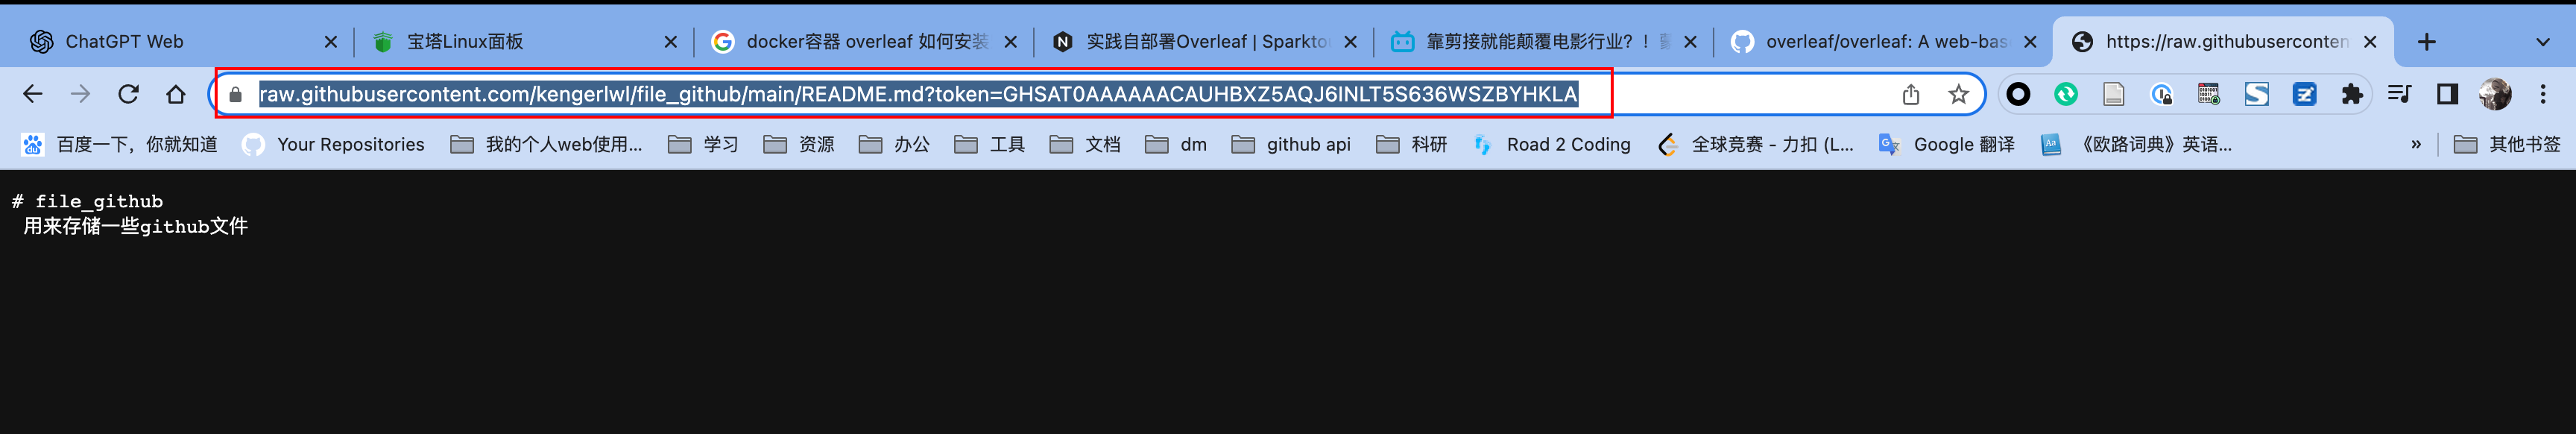 ChatGPT Web
宝塔Linux面板
docker容器 overleaf 如何安装
实践自部署Overleaf | Sparkto
靠剪接就能颠覆电影行业？！
overleaf/overleaf: A web-bas
https://raw.githubuserconten
raw.githubusercontent.com/kengerlwl/file_github/main/README.md?token=GHSAT0AAAAAACAUHBXZ5AQJ6INLT5S636WSZBYHKLA
百度一下，你就知道
Your Repositories
我的个人web使用...
学习
资源
办公
工具
文档
dm
github api
科研
Road 2 Coding
全球竞赛 - 力扣 (L...
Google 翻译
《欧路词典》英语...
»
其他书签
# file_github
用来存储一些github文件